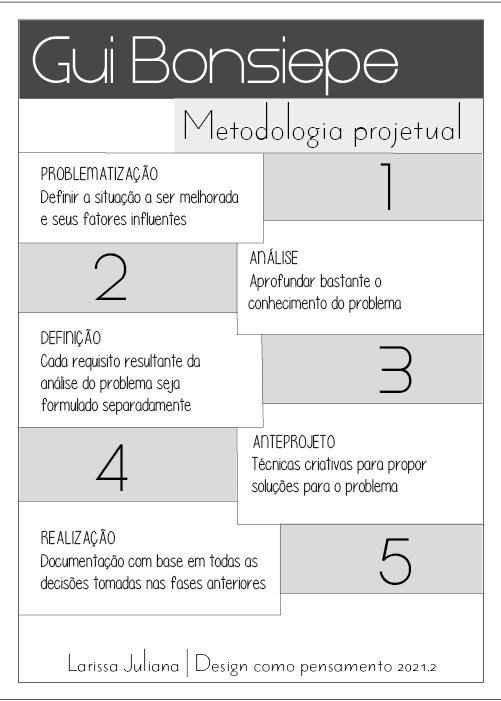 Gui Bonsiepe
Metodologia projetual
PROBLEMATIZAÇÃO
Definir a situação a ser melhorada
e seus fatores influentes
1
2
ANÁLISE
Aprofundar bastante o
conhecimento do problema
DEFINIÇÃO
Cada requisito resultante da
análise do problema seja
formulado separadamente
3
4
ANTEPROJETO
Técnicas criativas para propor
soluções para o problema
REALIZAÇÃO
Documentação com base em todas as
decisões tomadas nas fases anteriores
5
Larissa Juliana | Design como pensamento 2021.2